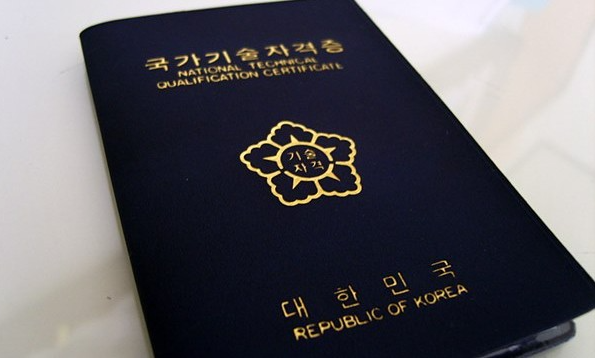 국가기술자격증
NATIONAL TECHNICAL
QUALIFICATION CERTIFICATE
기술
자격
대한민국
REPUBLIC OF KOREA